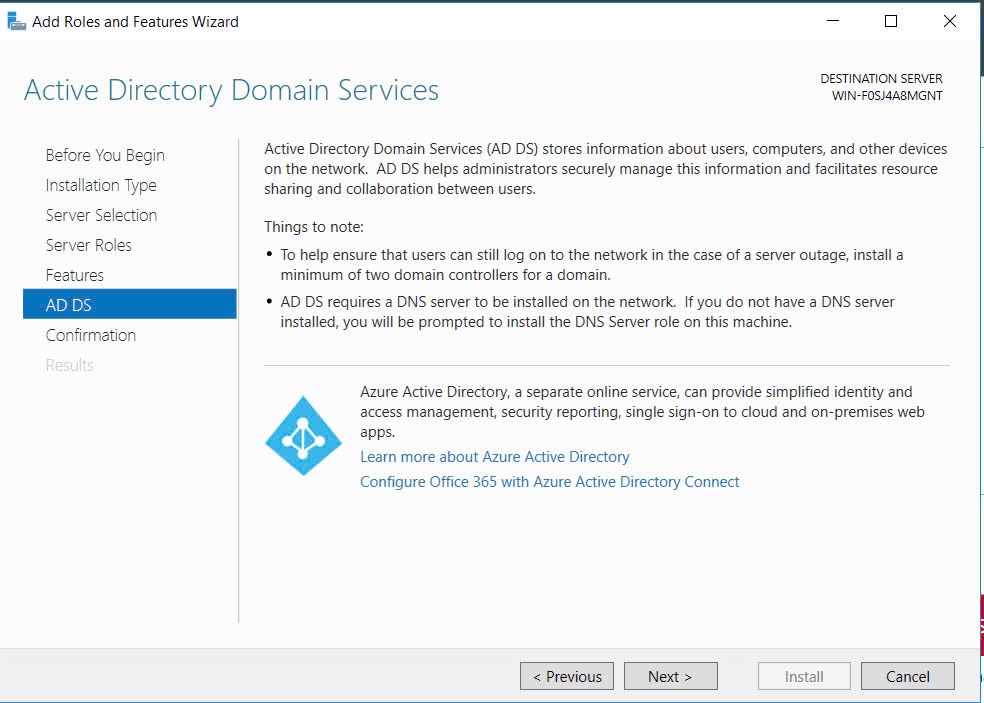 Add Roles and Features Wizard
Active Directory Domain Services
DESTINATION SERVER
WIN-F0SJ4A8MGNT
Before You Begin
Installation Type
Server Selection
Server Roles
Features
AD DS
Confirmation
Results
Active Directory Domain Services (AD DS) stores information about users, computers, and other devices
on the network.  AD DS helps administrators securely manage this information and facilitates resource
sharing and collaboration between users.
Things to note:
• To help ensure that users can still log on to the network in the case of a server outage, install a
minimum of two domain controllers for a domain.
• AD DS requires a DNS server to be installed on the network.  If you do not have a DNS server
installed, you will be prompted to install the DNS Server role on this machine.
Azure Active Directory, a separate online service, can provide simplified identity and
access management, security reporting, single sign-on to cloud and on-premises web
apps.
Learn more about Azure Active Directory
Configure Office 365 with Azure Active Directory Connect
< Previous
Next >
Install
Cancel